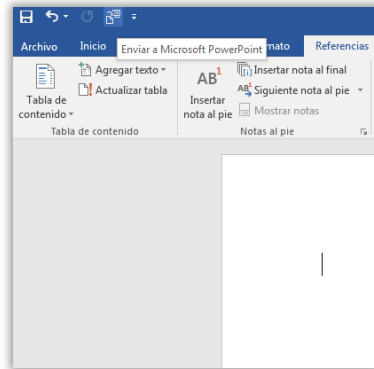 Archivo Inicio Enviar a Microsoft PowerPoint mato Referencias
Tabla de contenido
Agregar texto
Actualizar tabla
Tabla de contenido
AB1
Insertar nota al pie
Insertar nota al final
AB1 Siguiente nota al pie
Mostrar notas
Notas al pie